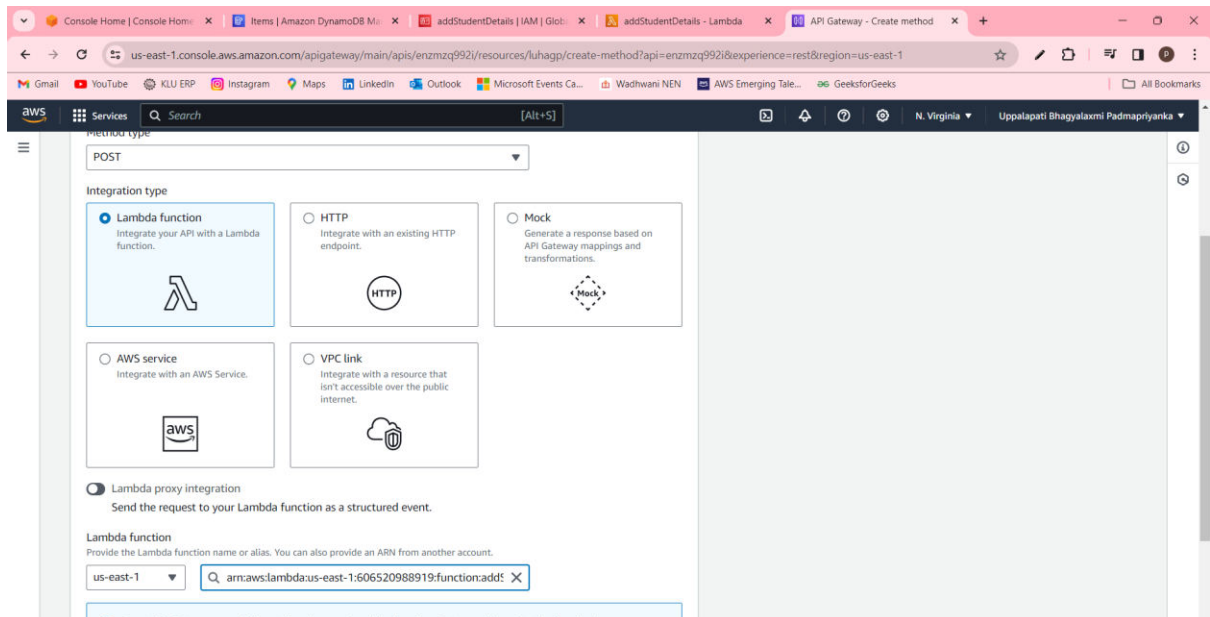 Console Home | Console Home
Items | Amazon DynamoDB Ma
addStudentDetails | IAM | Glob
addStudentDetails - Lambda
API Gateway - Create method
us-east-1.console.aws.amazon.com/apigateway/main/apis/enzmzq992i/resources/luhagp/create-method?api=enzmzq992i&experience=rest&region=us-east-1
P
Gmail YouTube KLU ERP Instagram Maps LinkedIn Outlook Microsoft Events Ca... Wadhwani NEN AWS Emerging Tale... GeeksforGeeks All Bookmarks
aws Services Search [Alt+S] N. Virginia Uppalapati Bhagyalaxmi Padmapriyanka
Method type
POST
Integration type
Lambda function
Integrate your API with a Lambda
function.
HTTP
Integrate with an existing HTTP
endpoint.
HTTP
Mock
Generate a response based on
API Gateway mappings and
transformations.
Mock
AWS service
Integrate with an AWS Service.
aws
VPC link
Integrate with a resource that
isn't accessible over the public
internet.
Lambda proxy integration
Send the request to your Lambda function as a structured event.
Lambda function
Provide the Lambda function name or alias. You can also provide an ARN from another account.
us-east-1
arn:aws:lambda:us-east-1:606520988919:function:addS